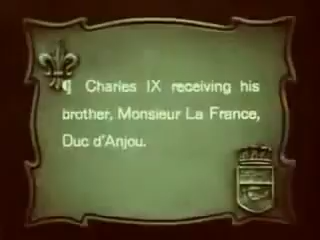 ¶ Charles IX receiving his
brother, Monsieur La France,
Duc d'Anjou.